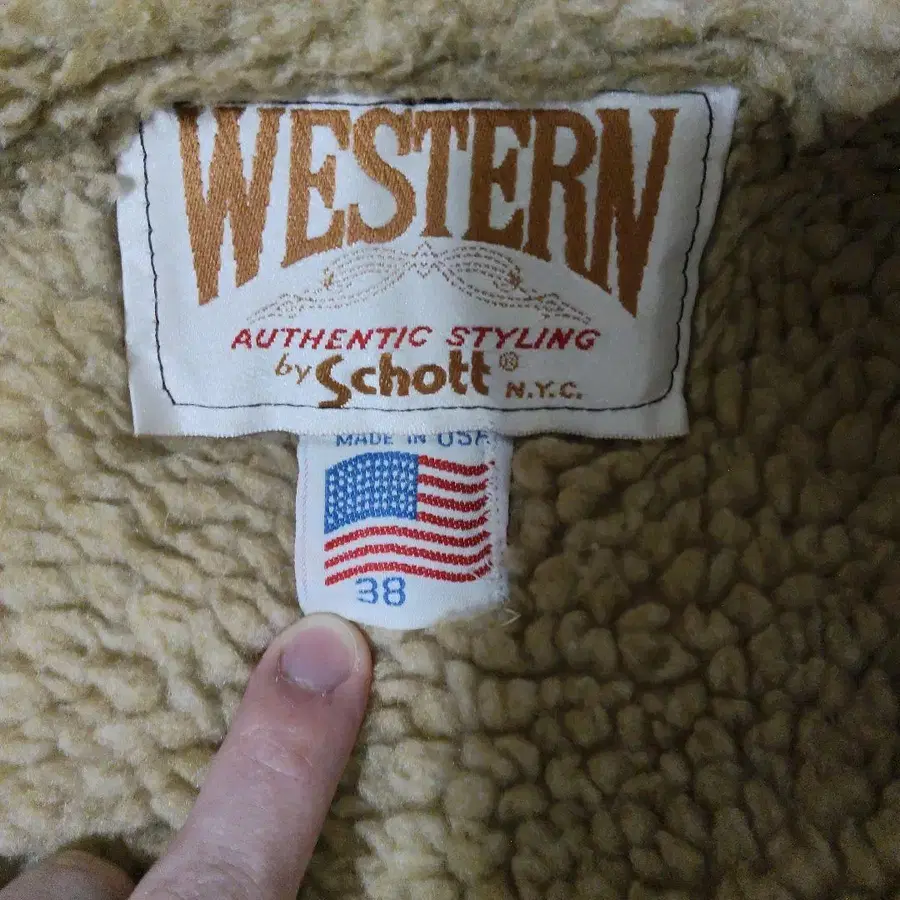 WESTERN
AUTHENTIC STYLING
by Schott® N.Y.C.
MADE IN USA
38